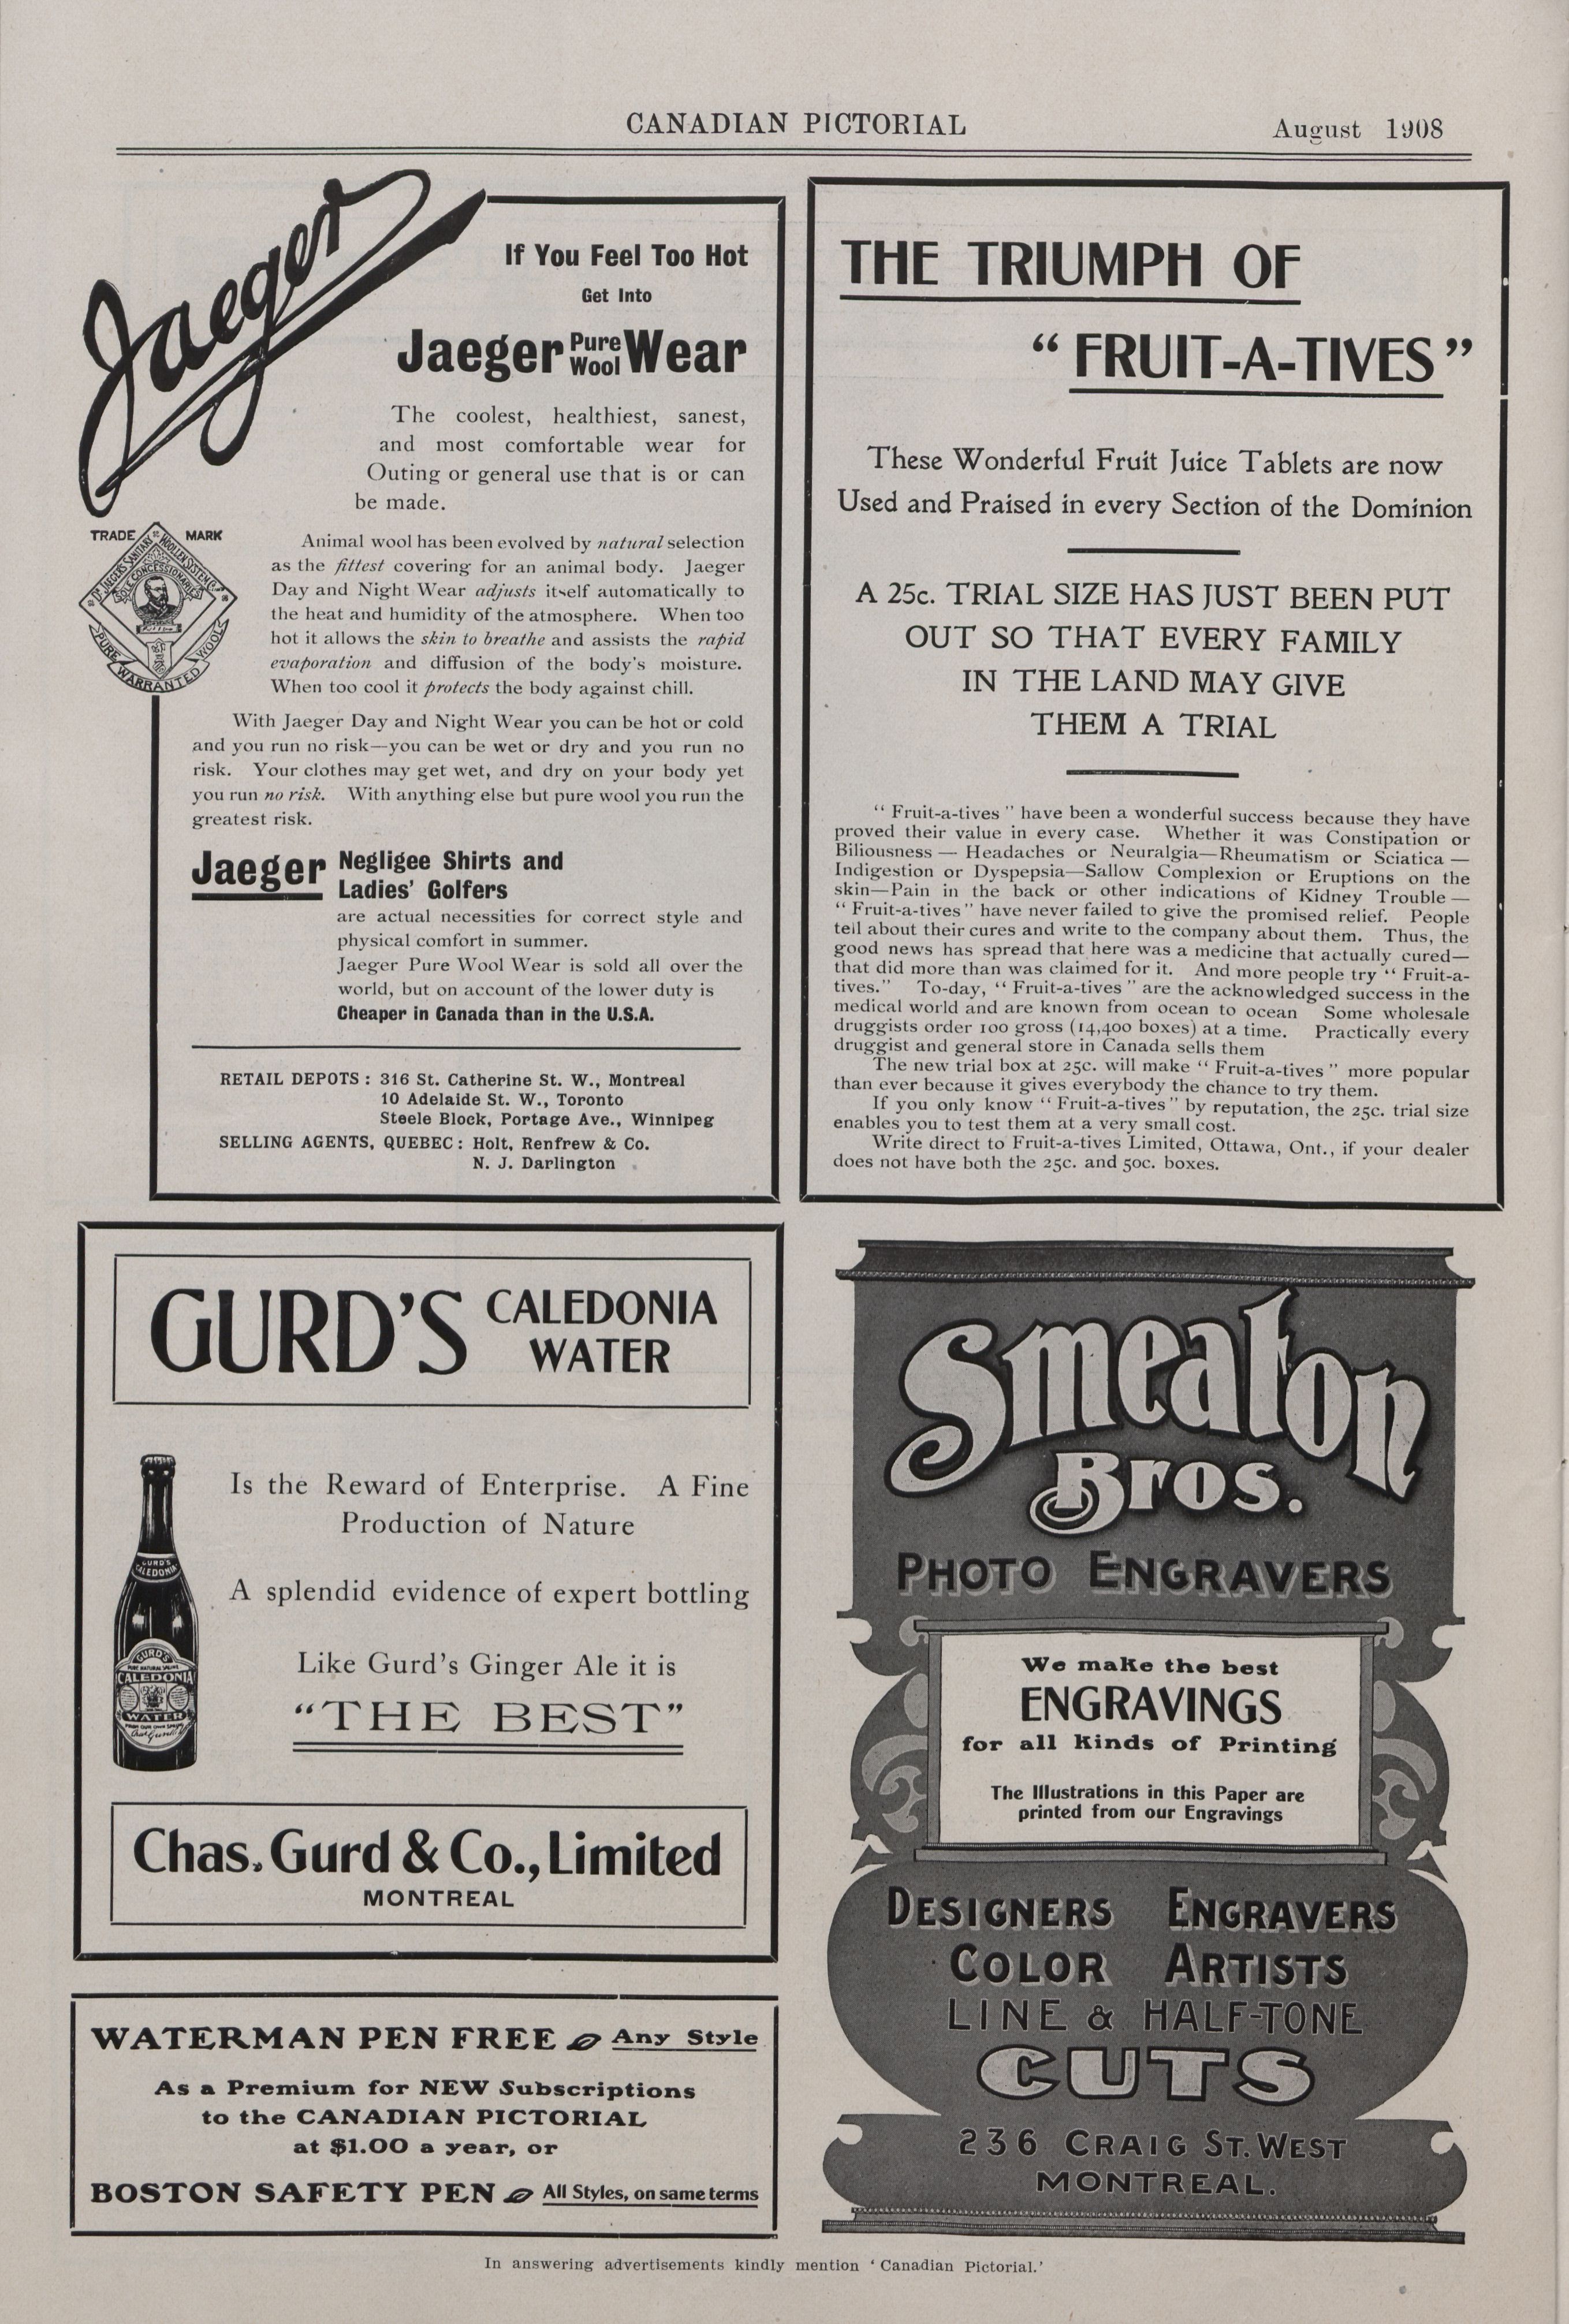 CANADIAN PICTORIAL
August 1908
Jaeger
If You Feel Too Hot
Get Into
Jaeger Pure Wool Wear
The coolest, healthiest, sanest,
and most comfortable wear for
Outing or general use that is or can
be made.
TRADE MARK
DR JAEGER'S SANITARY WOOLLEN SYSTEM Co
SOLE CONCESSIONAIRES
PURE WOOL
WARRANTED
Animal wool has been evolved by natural selection
as the fittest covering for an animal body. Jaeger
Day and Night Wear adjusts itself automatically to
the heat and humidity of the atmosphere. When too
hot it allows the skin to breathe and assists the rapid
evaporation and diffusion of the body's moisture.
When too cool it protects the body against chill.
With Jaeger Day and Night Wear you can be hot or cold
and you run no risk—you can be wet or dry and you run no
risk. Your clothes may get wet, and dry on your body yet
you run no risk. With anything else but pure wool you run the
greatest risk.
Jaeger Negligee Shirts and
Ladies' Golfers
are actual necessities for correct style and
physical comfort in summer.
Jaeger Pure Wool Wear is sold all over the
world, but on account of the lower duty is
Cheaper in Canada than in the U.S.A.
RETAIL DEPOTS : 316 St. Catherine St. W., Montreal
10 Adelaide St. W., Toronto
Steele Block, Portage Ave., Winnipeg
SELLING AGENTS, QUEBEC : Holt, Renfrew & Co.
N. J. Darlington
THE TRIUMPH OF
“ FRUIT-A-TIVES ”
These Wonderful Fruit Juice Tablets are now
Used and Praised in every Section of the Dominion
A 25c. TRIAL SIZE HAS JUST BEEN PUT
OUT SO THAT EVERY FAMILY
IN THE LAND MAY GIVE
THEM A TRIAL
“ Fruit-a-tives ” have been a wonderful success because they have
proved their value in every case. Whether it was Constipation or
Biliousness — Headaches or Neuralgia—Rheumatism or Sciatica —
Indigestion or Dyspepsia—Sallow Complexion or Eruptions on the
skin—Pain in the back or other indications of Kidney Trouble —
“ Fruit-a-tives ” have never failed to give the promised relief. People
tell about their cures and write to the company about them. Thus, the
good news has spread that here was a medicine that actually cured—
that did more than was claimed for it. And more people try “ Fruit-a-
tives.” To-day, “ Fruit-a-tives ” are the acknowledged success in the
medical world and are known from ocean to ocean Some wholesale
druggists order 100 gross (14,400 boxes) at a time. Practically every
druggist and general store in Canada sells them
The new trial box at 25c. will make “ Fruit-a-tives ” more popular
than ever because it gives everybody the chance to try them.
If you only know “ Fruit-a-tives ” by reputation, the 25c. trial size
enables you to test them at a very small cost.
Write direct to Fruit-a-tives Limited, Ottawa, Ont., if your dealer
does not have both the 25c. and 50c. boxes.
GURD'S CALEDONIA
WATER
Is the Reward of Enterprise. A Fine
Production of Nature
A splendid evidence of expert bottling
Like Gurd's Ginger Ale it is
“THE BEST”
GURD'S
CALEDONIA
GURD'S
CALEDONIA
WATER
Chas. Gurd & Co., Limited
MONTREAL
WATERMAN PEN FREE Any Style
As a Premium for NEW Subscriptions
to the CANADIAN PICTORIAL
at $1.00 a year, or
BOSTON SAFETY PEN All Styles, on same terms
Smeaton
Bros.
PHOTO ENGRAVERS
We make the best
ENGRAVINGS
for all Kinds of Printing
The Illustrations in this Paper are
printed from our Engravings
DESIGNERS ENGRAVERS
COLOR ARTISTS
LINE & HALF-TONE
CUTS
236 CRAIG ST. WEST
MONTREAL.
In answering advertisements kindly mention ‘ Canadian Pictorial.’